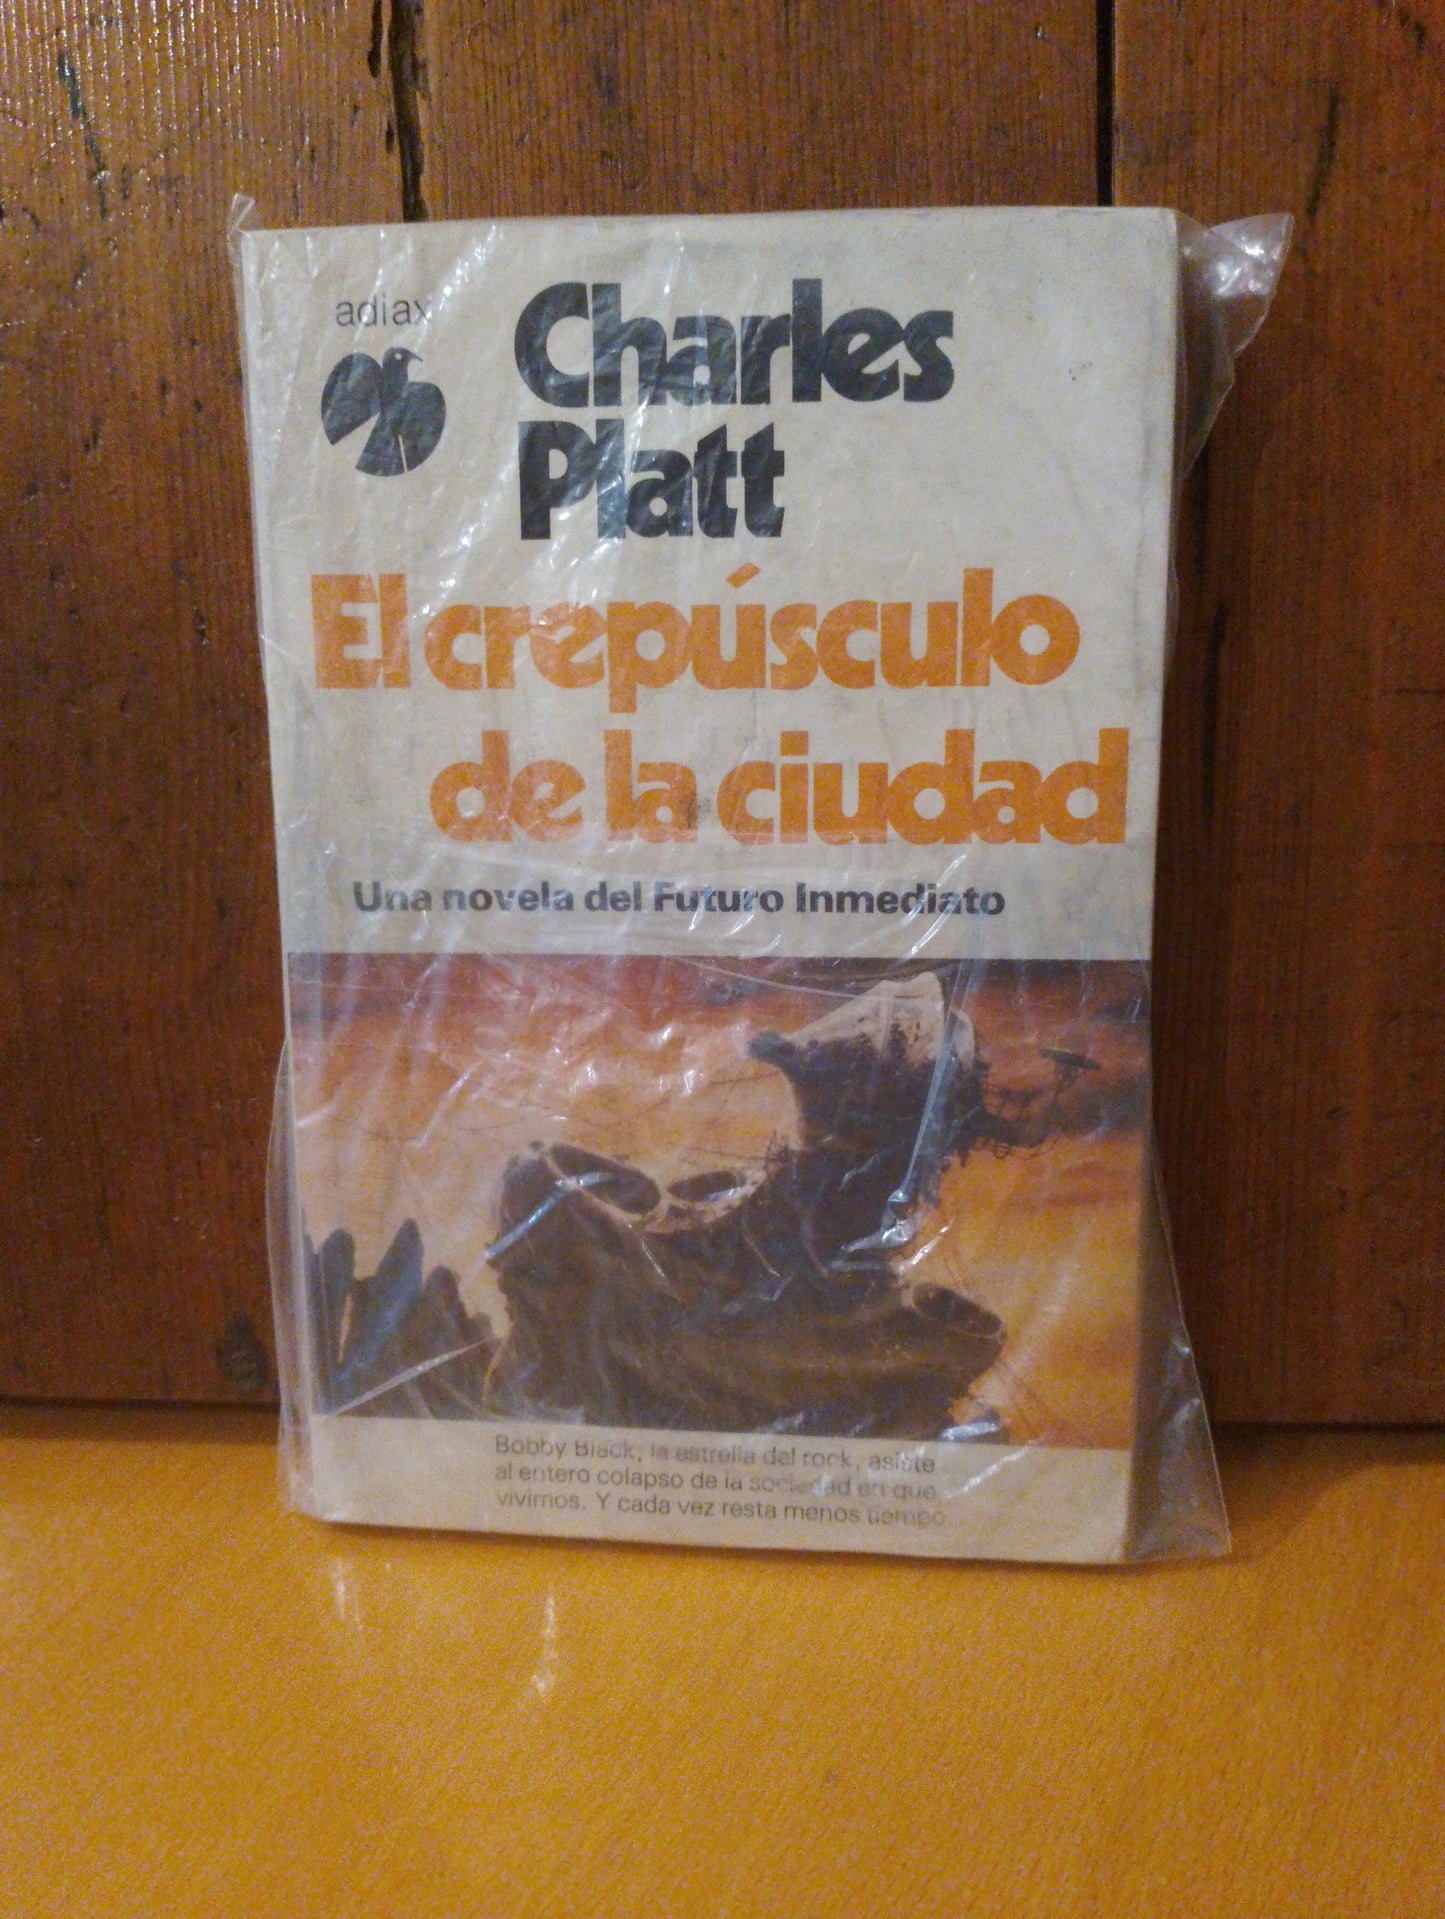 adiax
Charles
Platt
El crepúsculo
de la ciudad
Una novela del Futuro Inmediato
Bobby Black, la estrella del rock, asiste
al entero colapso de la sociedad en que
vivimos. Y cada vez resta menos tiempo.